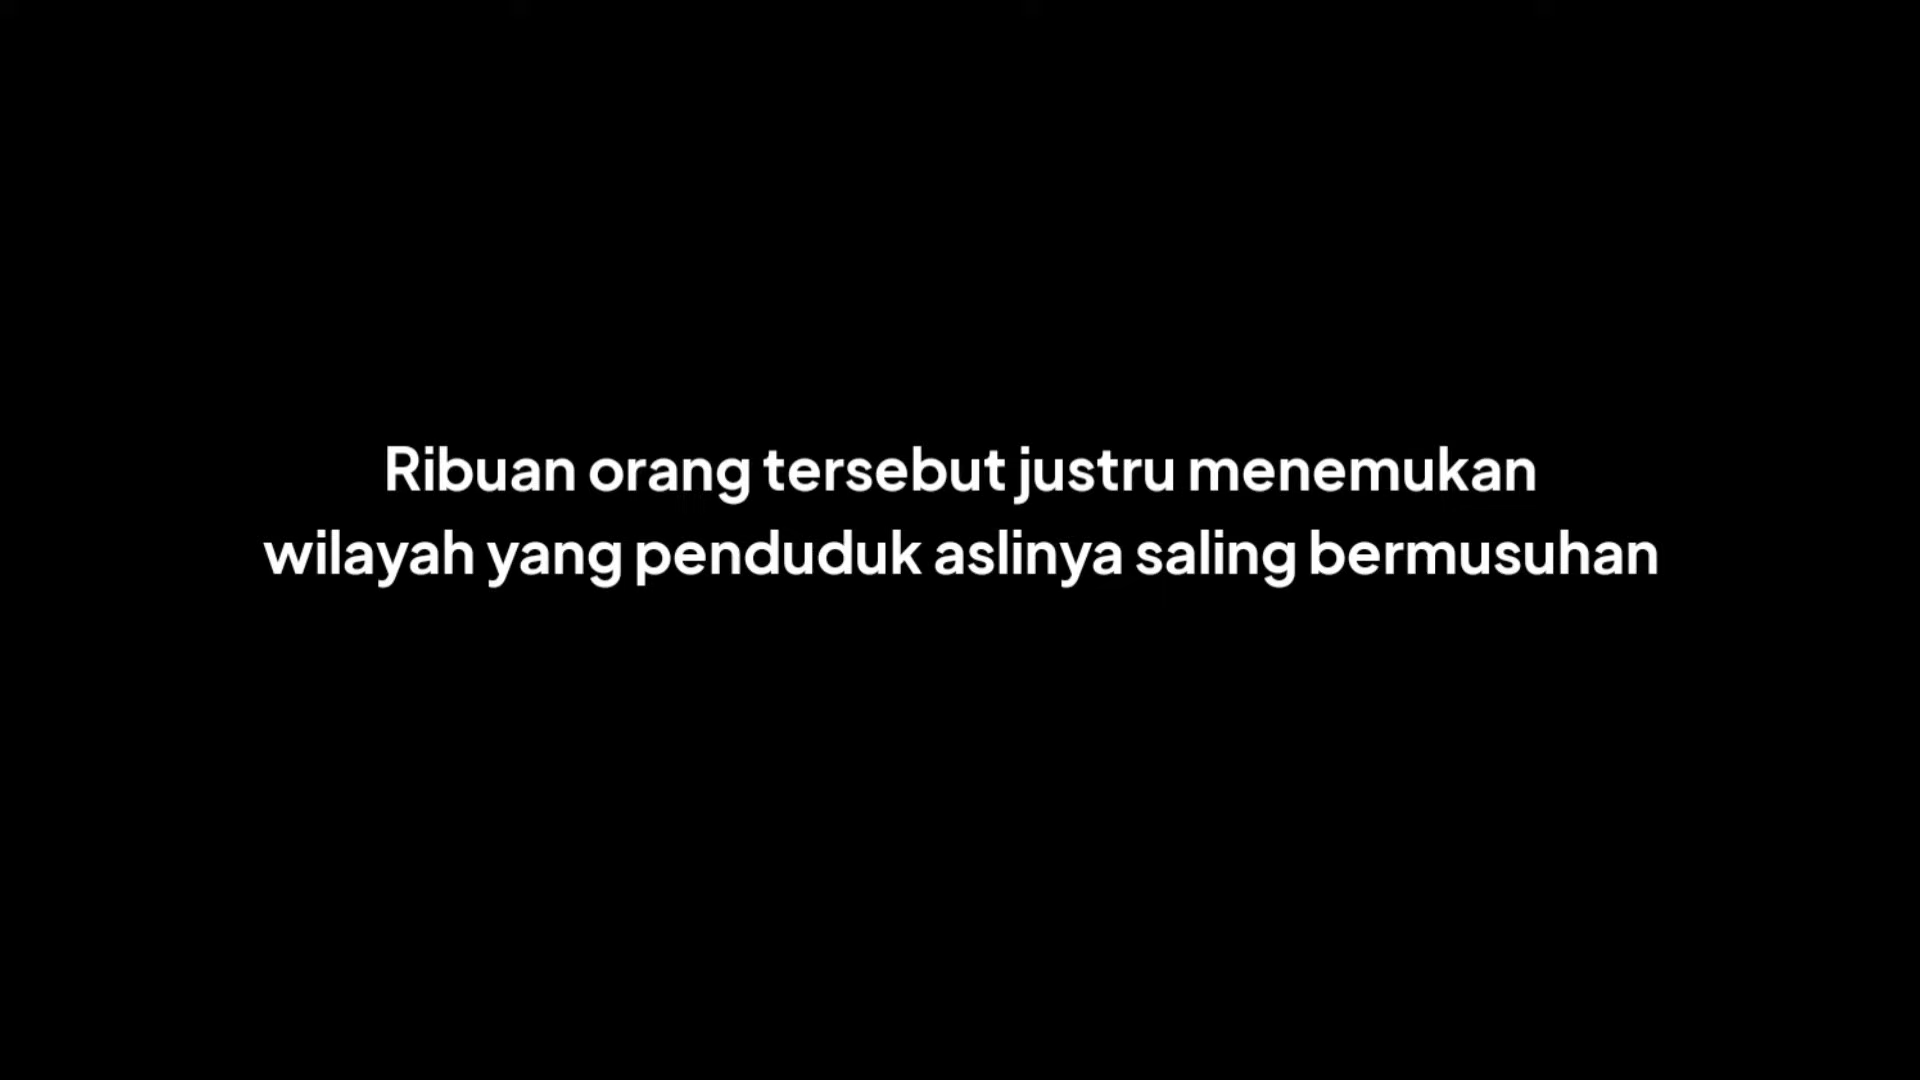 Ribuan orang tersebut justru menemukan
wilayah yang penduduk aslinya saling bermusuhan